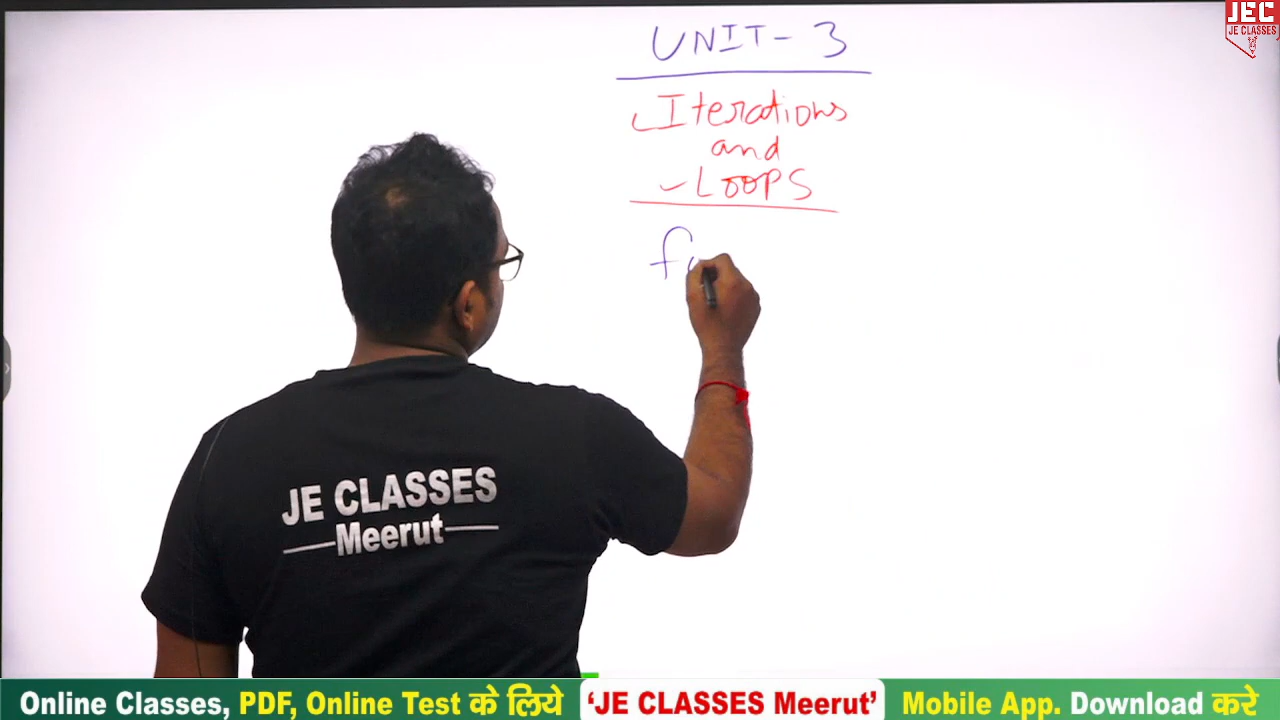 JEC
JE CLASSES
UNIT-3
Iterations
and
LOOPS
JE CLASSES
Meerut
Online Classes, PDF, Online Test के लिये 'JE CLASSES Meerut' Mobile App. Download करे